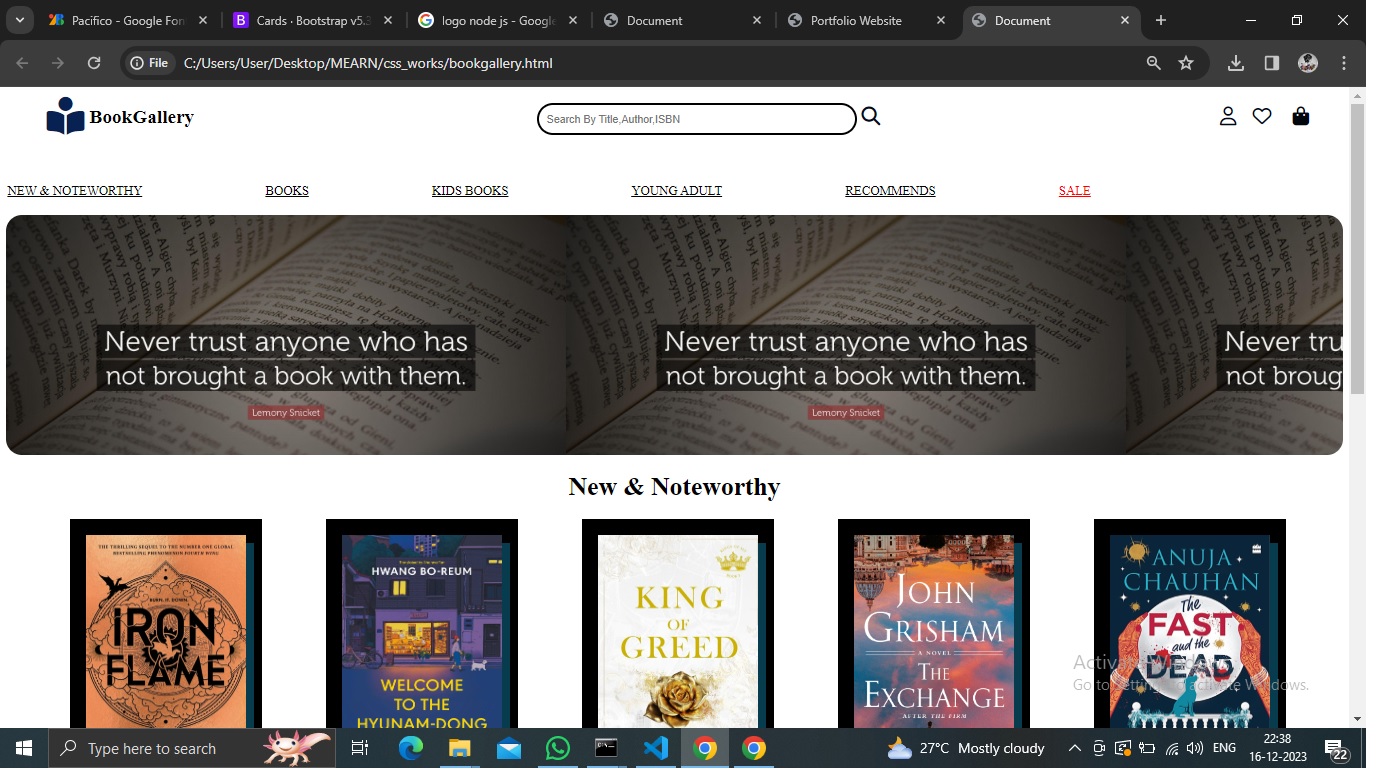 Pacifico - Google Fon
Cards · Bootstrap v5.3
logo node js - Google
Document
Portfolio Website
Document
File
C:/Users/User/Desktop/MEARN/css_works/bookgallery.html
BookGallery
Search By Title,Author,ISBN
NEW & NOTEWORTHY
BOOKS
KIDS BOOKS
YOUNG ADULT
RECOMMENDS
SALE
Never trust anyone who has
not brought a book with them.
Lemony Snicket
Never trust anyone who has
not brought a book with them.
Lemony Snicket
Never tru
not broug
New & Noteworthy
THE THRILLING SEQUEL TO THE NUMBER ONE GLOBAL
BESTSELLING PHENOMENON FOURTH WING
IRON
FLAME
HWANG BO-REUM
WELCOME
TO THE
HYUNAM-DONG
KING
OF
GREED
JOHN
GRISHAM
A NOVEL
THE
EXCHANGE
AFTER THE FIRM
ANUJA
CHAUHAN
The
FAST
and the
DEAD
Activate Windows
Go to Settings to activate Windows.
Type here to search
27°C Mostly cloudy
ENG
22:38
16-12-2023
22